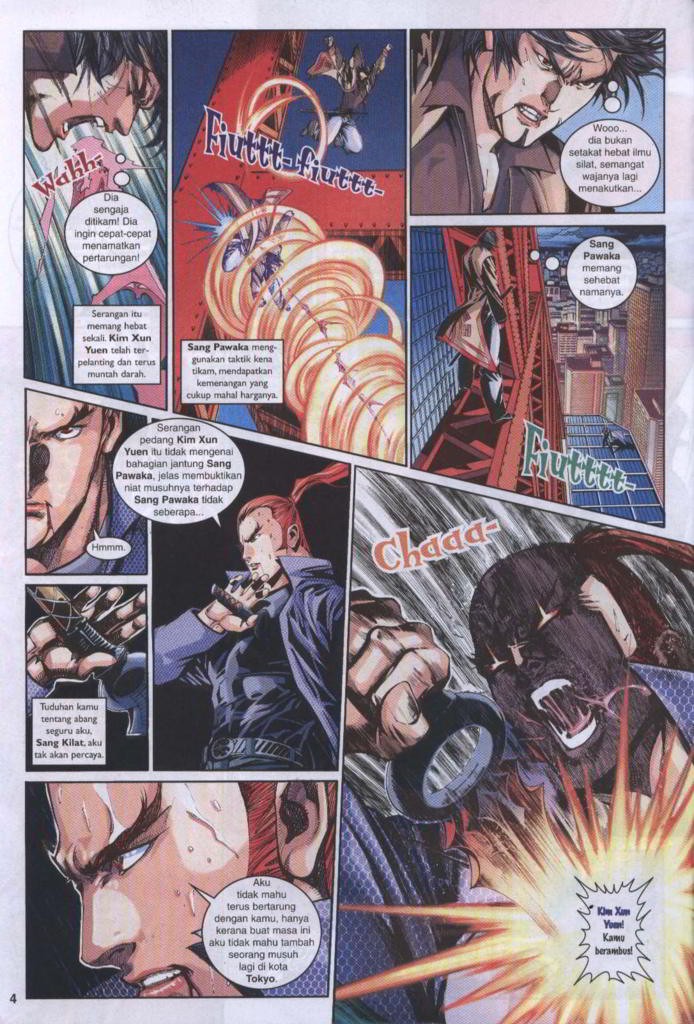 Wahh-
Dia
sengaja
ditikam! Dia
ingin cepat-cepat
menamatkan
pertarungan!
Serangan itu
memang hebat
sekali. Kim Xun
Yuen telah ter-
pelanting dan terus
muntah darah.
Fiuttt-fiuttt-
Sang Pawaka meng-
gunakan taktik kena
tikam, mendapatkan
kemenangan yang
cukup mahal harganya.
Wooo...
dia bukan
setakat hebat ilmu
silat, semangat
wajanya lagi
menakutkan...
Sang
Pawaka
memang
sehebat
namanya.
Fiutttt-
Serangan
pedang Kim Xun
Yuen itu tidak mengenai
bahagian jantung Sang
Pawaka, jelas membuktikan
niat musuhnya terhadap
Sang Pawaka tidak
seberapa...
Hmmm.
Tuduhan kamu
tentang abang
seguru aku,
Sang Kilat, aku
tak akan percaya.
Chaaa-
Aku
tidak mahu
terus bertarung
dengan kamu, hanya
kerana buat masa ini
aku tidak mahu tambah
seorang musuh
lagi di kota
Tokyo.
Kim Xun
Yuen!
Kamu
berambus!
4